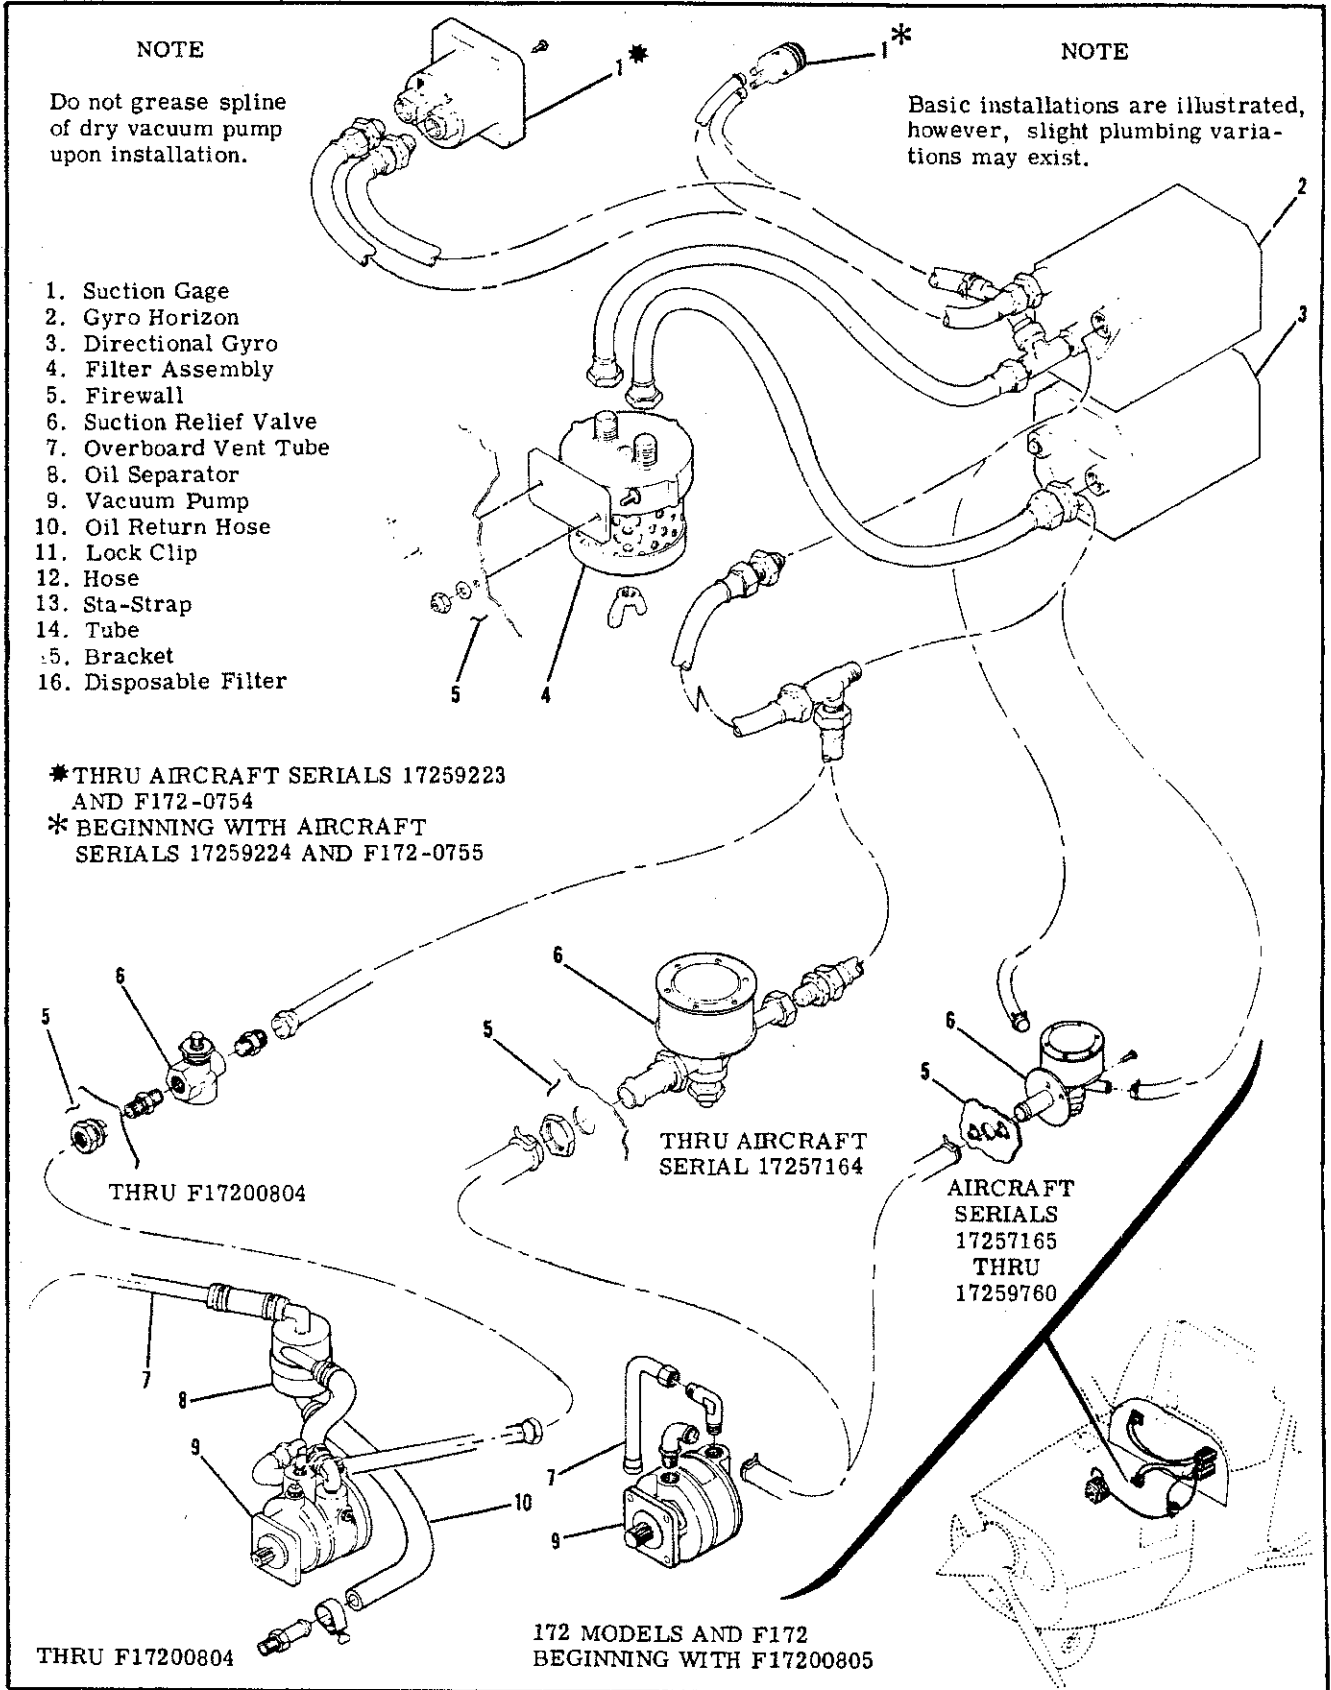 NOTE
Do not grease spline
of dry vacuum pump
upon installation.
1 ✷
1 *
NOTE
Basic installations are illustrated,
however, slight plumbing varia-
tions may exist.
2
3
1. Suction Gage
2. Gyro Horizon
3. Directional Gyro
4. Filter Assembly
5. Firewall
6. Suction Relief Valve
7. Overboard Vent Tube
8. Oil Separator
9. Vacuum Pump
10. Oil Return Hose
11. Lock Clip
12. Hose
13. Sta-Strap
14. Tube
15. Bracket
16. Disposable Filter
5
4
✷ THRU AIRCRAFT SERIALS 17259223
AND F172-0754
* BEGINNING WITH AIRCRAFT
SERIALS 17259224 AND F172-0755
5
6
THRU F17200804
6
5
THRU AIRCRAFT
SERIAL 17257164
6
5
AIRCRAFT
SERIALS
17257165
THRU
17259760
7
8
9
10
THRU F17200804
7
9
172 MODELS AND F172
BEGINNING WITH F17200805